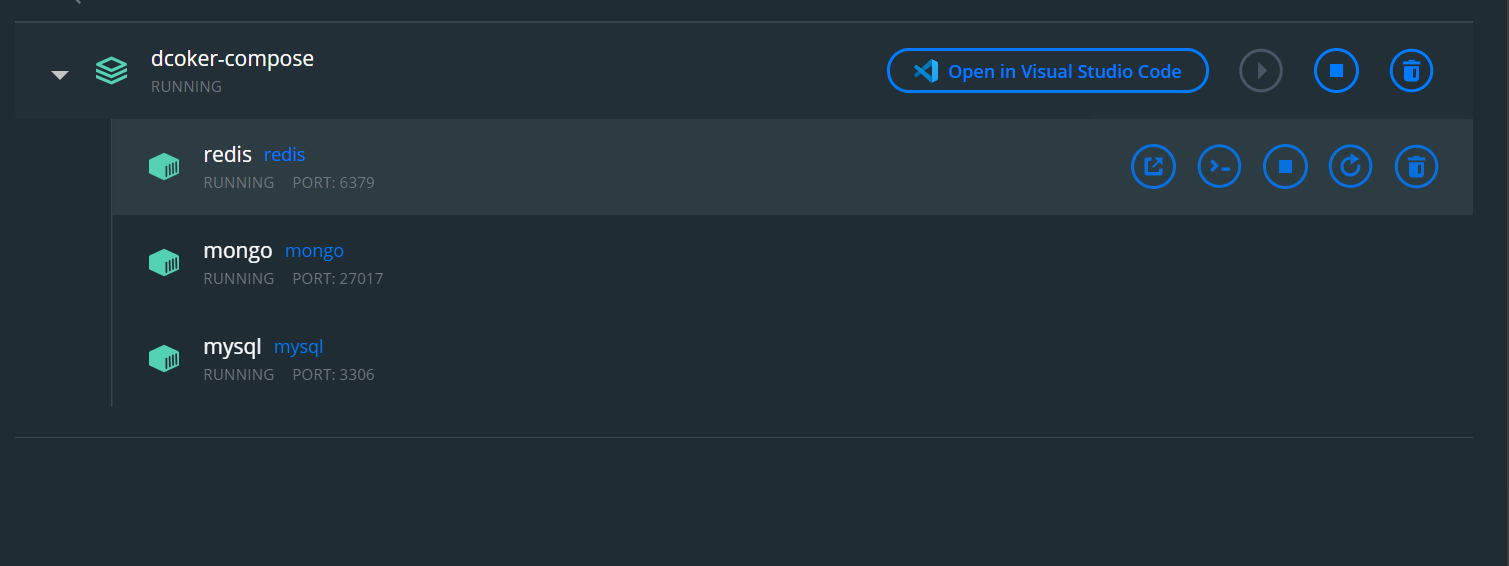 dcoker-compose
RUNNING
Open in Visual Studio Code
redis redis
RUNNING PORT: 6379
mongo mongo
RUNNING PORT: 27017
mysql mysql
RUNNING PORT: 3306